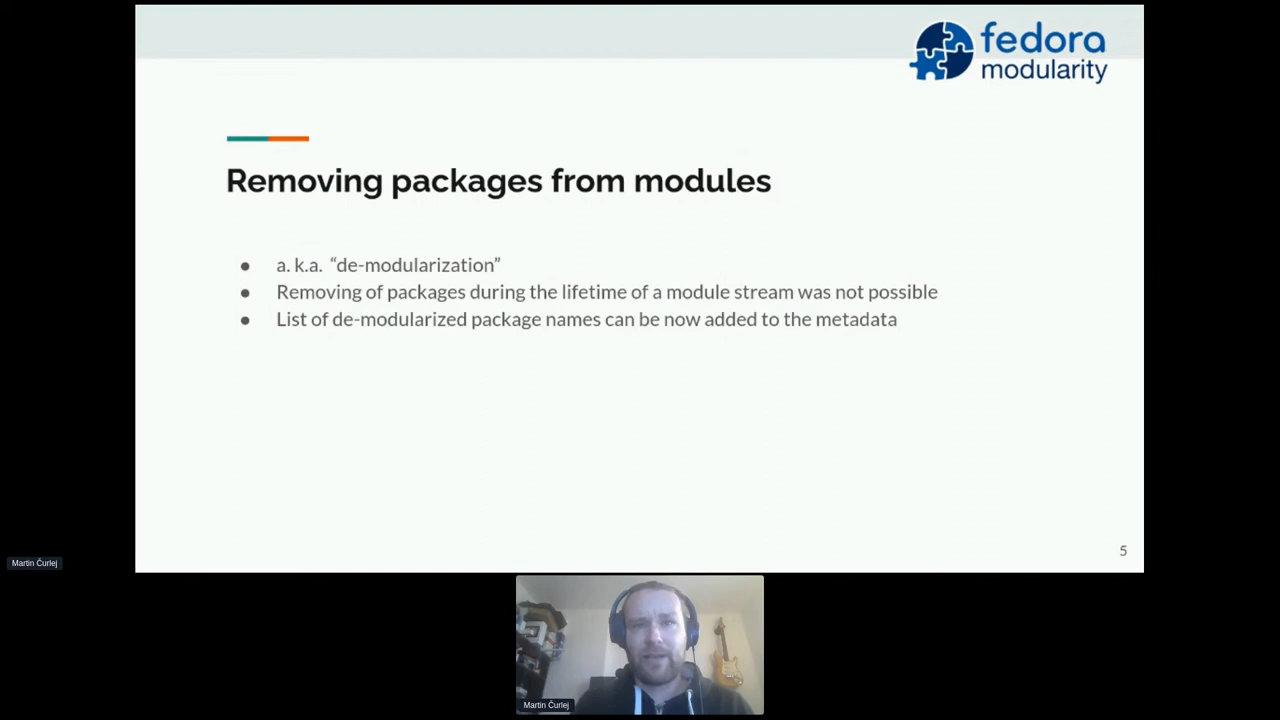 fedora
modularity
Removing packages from modules
● a. k.a. “de-modularization”
● Removing of packages during the lifetime of a module stream was not possible
● List of de-modularized package names can be now added to the metadata
5
Martin Čurlej
Martin Čurlej